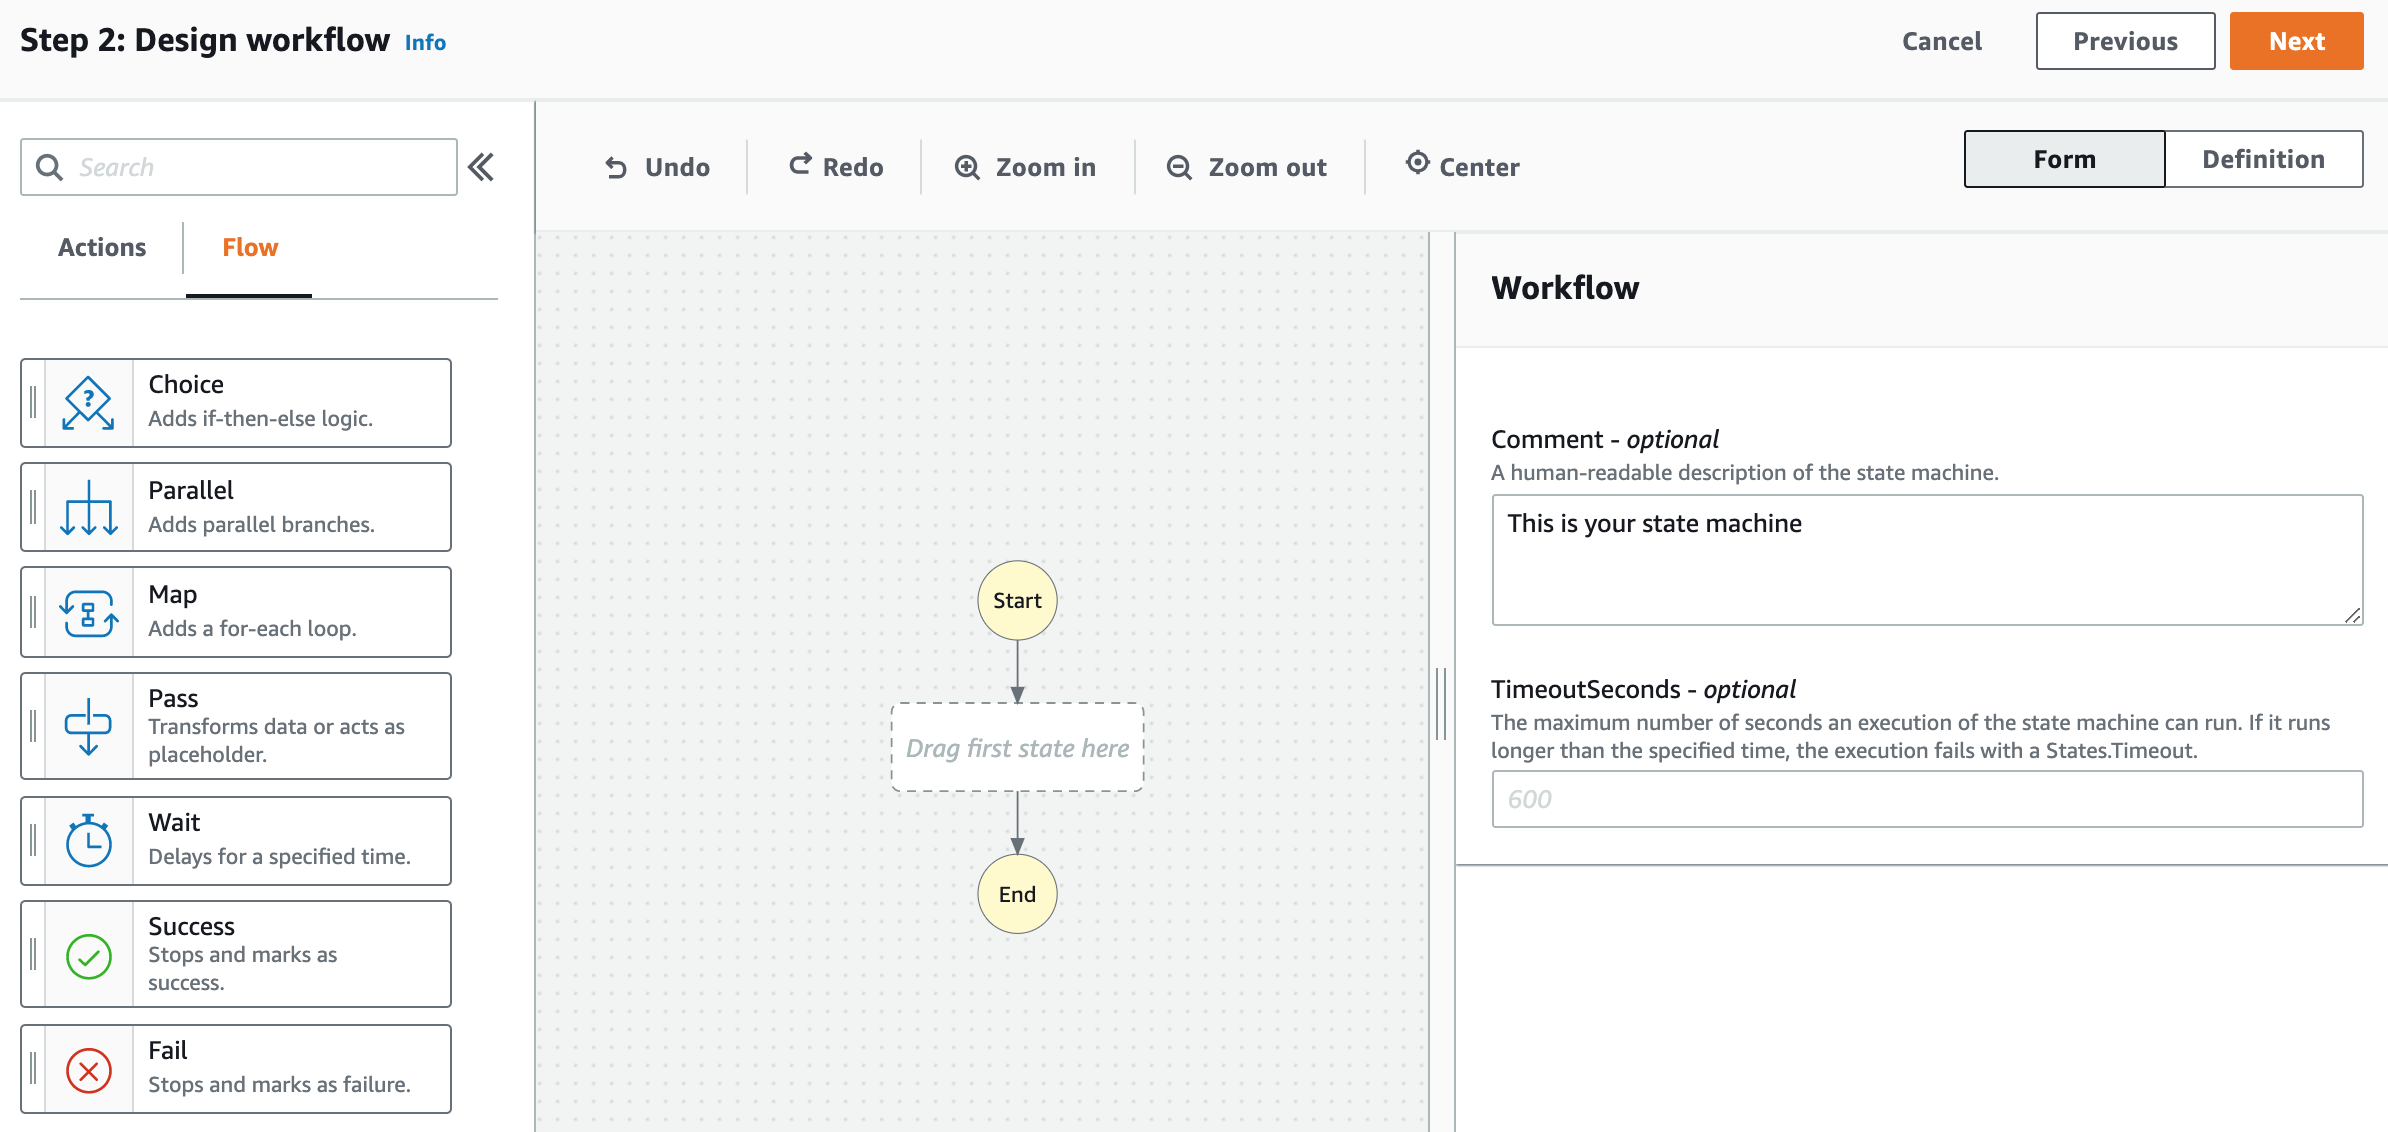 Step 2: Design workflow Info
Cancel
Previous
Next
Search
Undo
Redo
Zoom in
Zoom out
Center
Form
Definition
Actions
Flow
Choice
Adds if-then-else logic.
Parallel
Adds parallel branches.
Map
Adds a for-each loop.
Pass
Transforms data or acts as
placeholder.
Wait
Delays for a specified time.
Success
Stops and marks as
success.
Fail
Stops and marks as failure.
Start
Drag first state here
End
Workflow
Comment - optional
A human-readable description of the state machine.
This is your state machine
TimeoutSeconds - optional
The maximum number of seconds an execution of the state machine can run. If it runs
longer than the specified time, the execution fails with a States.Timeout.
600